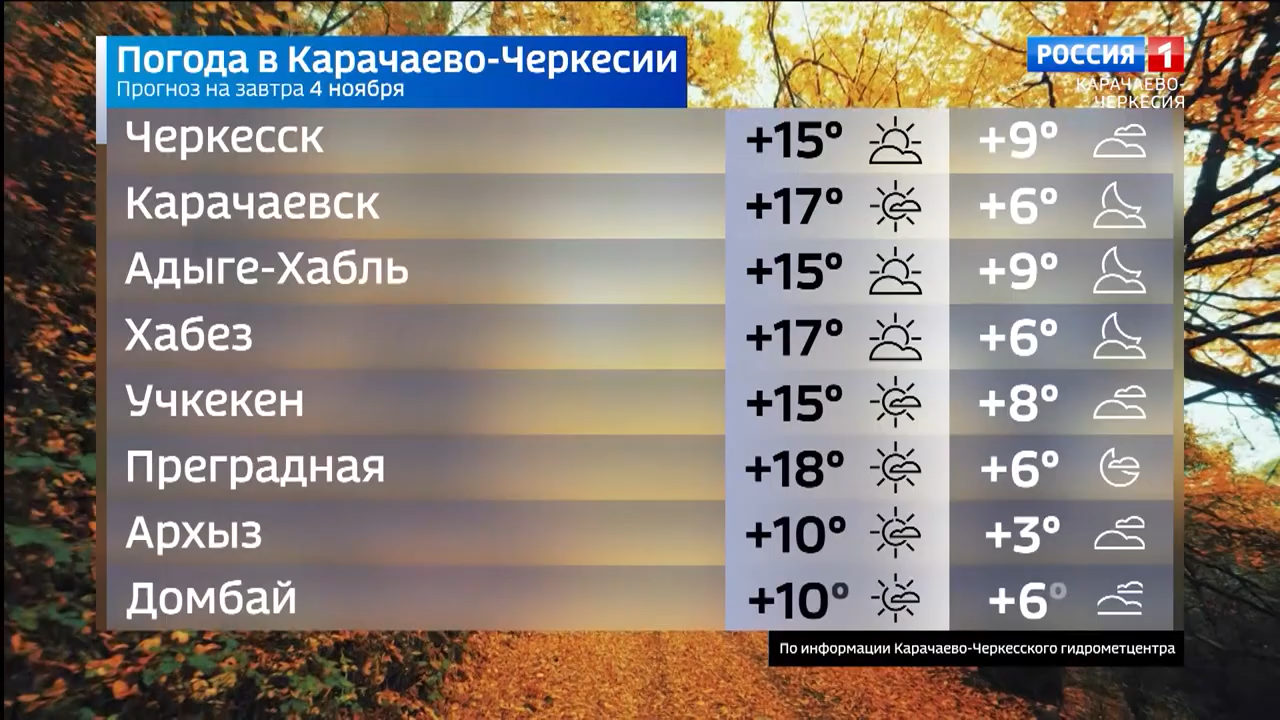 Погода в Карачаево-Черкесии
Прогноз на завтра 4 ноября
РОССИЯ 1
КАРАЧАЕВО-
ЧЕРКЕСИЯ
Черкесск +15° +9°
Карачаевск +17° +6°
Адыге-Хабль +15° +9°
Хабез +17° +6°
Учкекен +15° +8°
Преградная +18° +6°
Архыз +10° +3°
Домбай +10° +6°
По информации Карачаево-Черкесского гидрометцентра